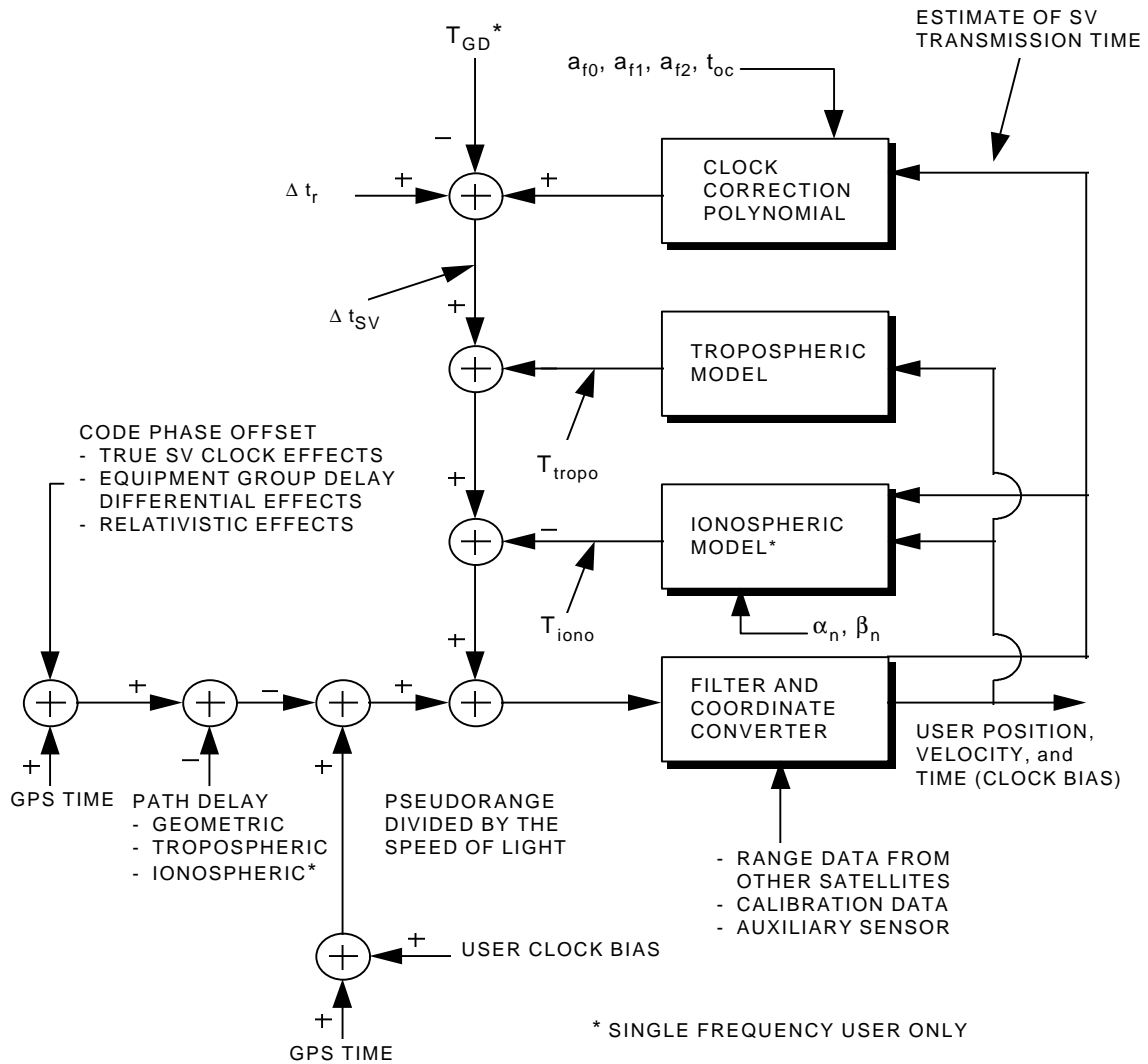 ESTIMATE OF SV
TRANSMISSION TIME
T_GD*
a_f0, a_f1, a_f2, t_oc
−
CLOCK
CORRECTION
POLYNOMIAL
Δ t_r
+
+
+
Δ t_SV
+
TROPOSPHERIC
MODEL
+
−
T_tropo
CODE PHASE OFFSET
- TRUE SV CLOCK EFFECTS
- EQUIPMENT GROUP DELAY
DIFFERENTIAL EFFECTS
- RELATIVISTIC EFFECTS
+
IONOSPHERIC
MODEL*
+
−
T_iono
α_n, β_n
+
FILTER AND
COORDINATE
CONVERTER
+
+
−
+
+
+
+
USER POSITION,
VELOCITY, and
TIME (CLOCK BIAS)
+
−
+
GPS TIME
PATH DELAY
- GEOMETRIC
- TROPOSPHERIC
- IONOSPHERIC*
PSEUDORANGE
DIVIDED BY THE
SPEED OF LIGHT
- RANGE DATA FROM
OTHER SATELLITES
- CALIBRATION DATA
- AUXILIARY SENSOR
+
+
USER CLOCK BIAS
+
GPS TIME
* SINGLE FREQUENCY USER ONLY